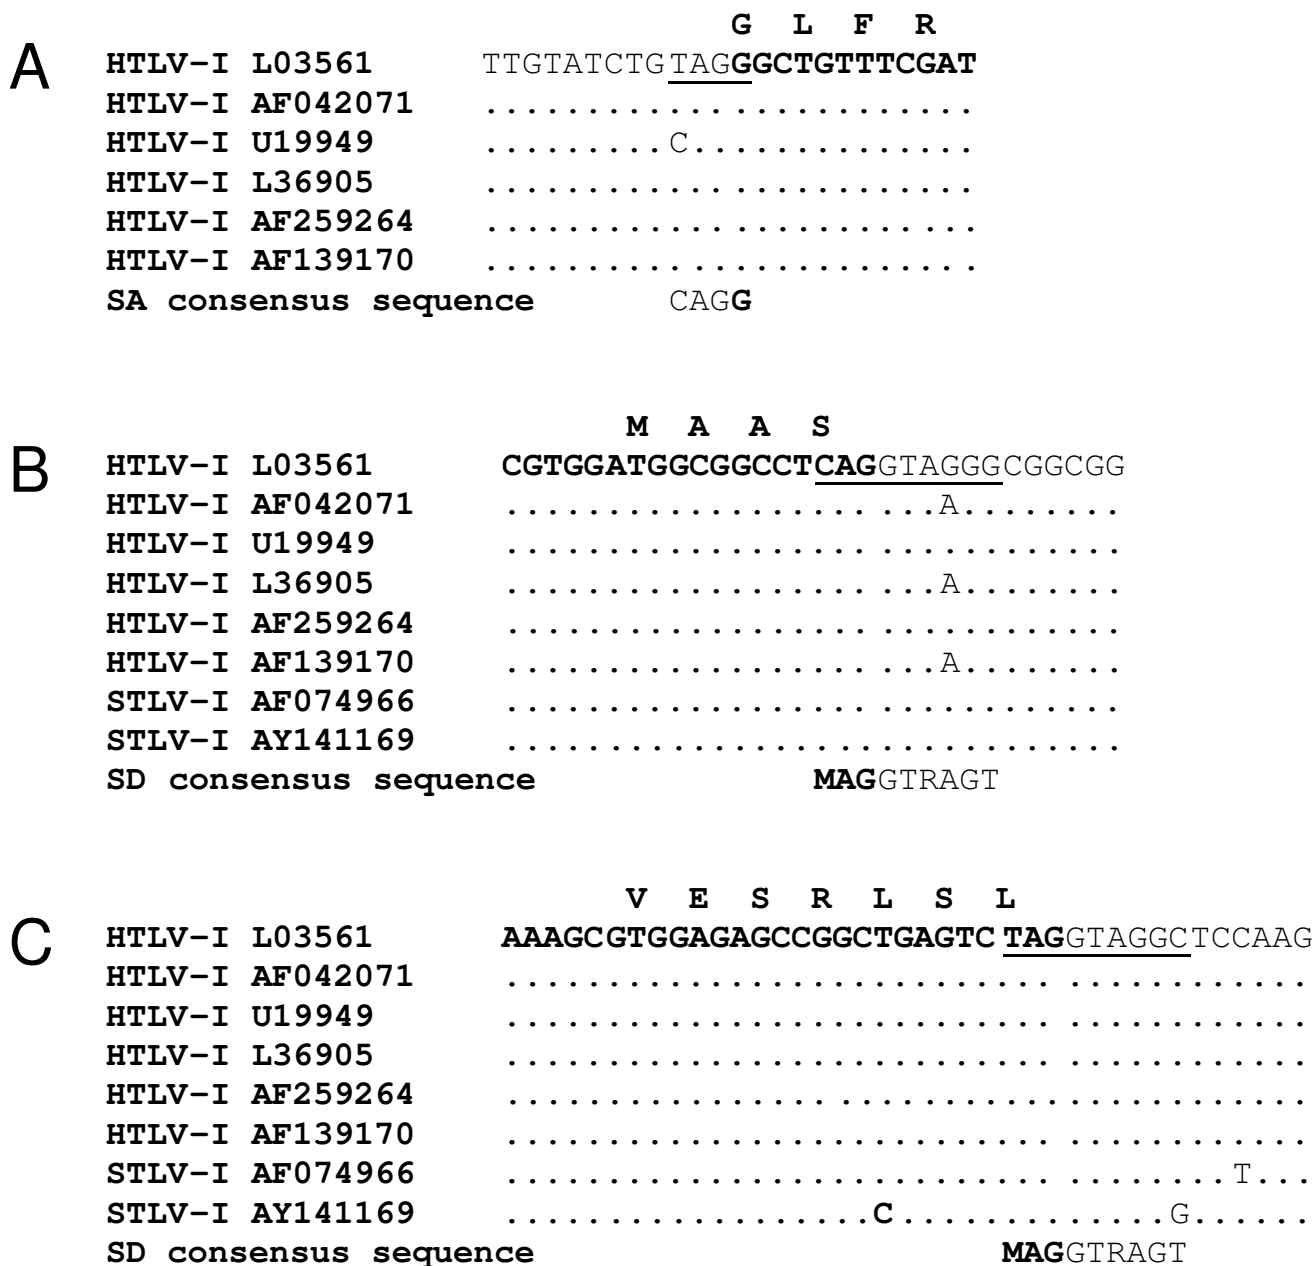 A
G L F R
HTLV-I L03561 TTGTATCTGTAGGGCTGTTTCGAT
HTLV-I AF042071 ........................
HTLV-I U19949 .........C..............
HTLV-I L36905 ........................
HTLV-I AF259264 ........................
HTLV-I AF139170 ........................
SA consensus sequence CAGG
B
M A A S
HTLV-I L03561 CGTGGATGGCGGCCTCAGGTAGGGCGGCGG
HTLV-I AF042071 .....................A........
HTLV-I U19949 ..............................
HTLV-I L36905 .....................A........
HTLV-I AF259264 ..............................
HTLV-I AF139170 .....................A........
STLV-I AF074966 ..............................
STLV-I AY141169 ..............................
SD consensus sequence MAGGTRAGT
C
V E S R L S L
HTLV-I L03561 AAAGCGTGGAGAGCCGGCTGAGTCTAGGTAGGCTCCAAG
HTLV-I AF042071 .......................................
HTLV-I U19949 .......................................
HTLV-I L36905 .......................................
HTLV-I AF259264 .......................................
HTLV-I AF139170 .......................................
STLV-I AF074966 ...................................T...
STLV-I AY141169 ..................C.............G......
SD consensus sequence MAGGTRAGT